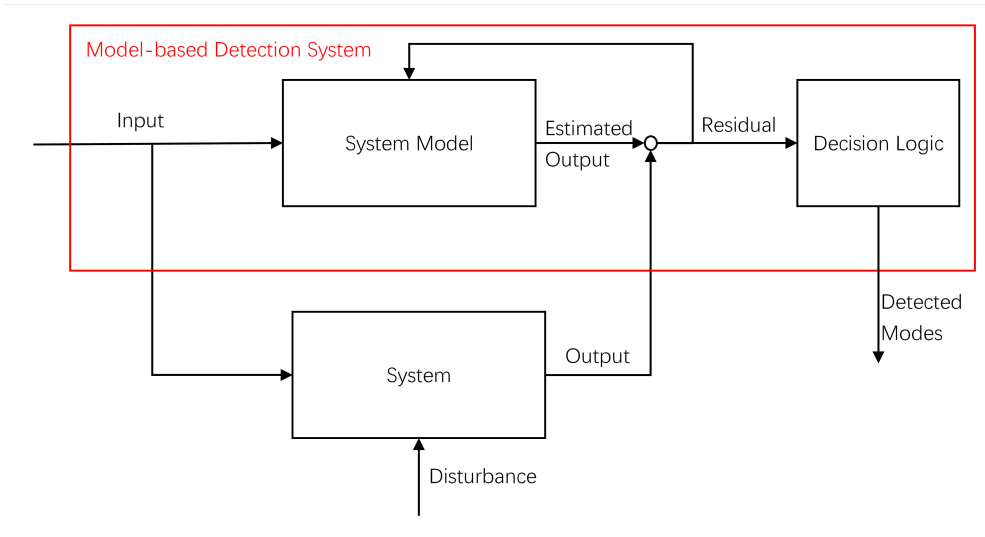 Model-based Detection System
Input
System Model
Estimated
Output
Residual
Decision Logic
Detected
Modes
System
Output
Disturbance